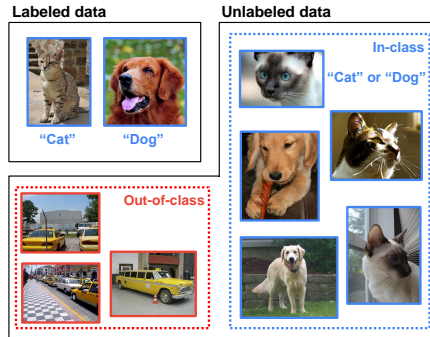 Labeled data
Unlabeled data
“Cat”
“Dog”
In-class
“Cat” or “Dog”
Out-of-class